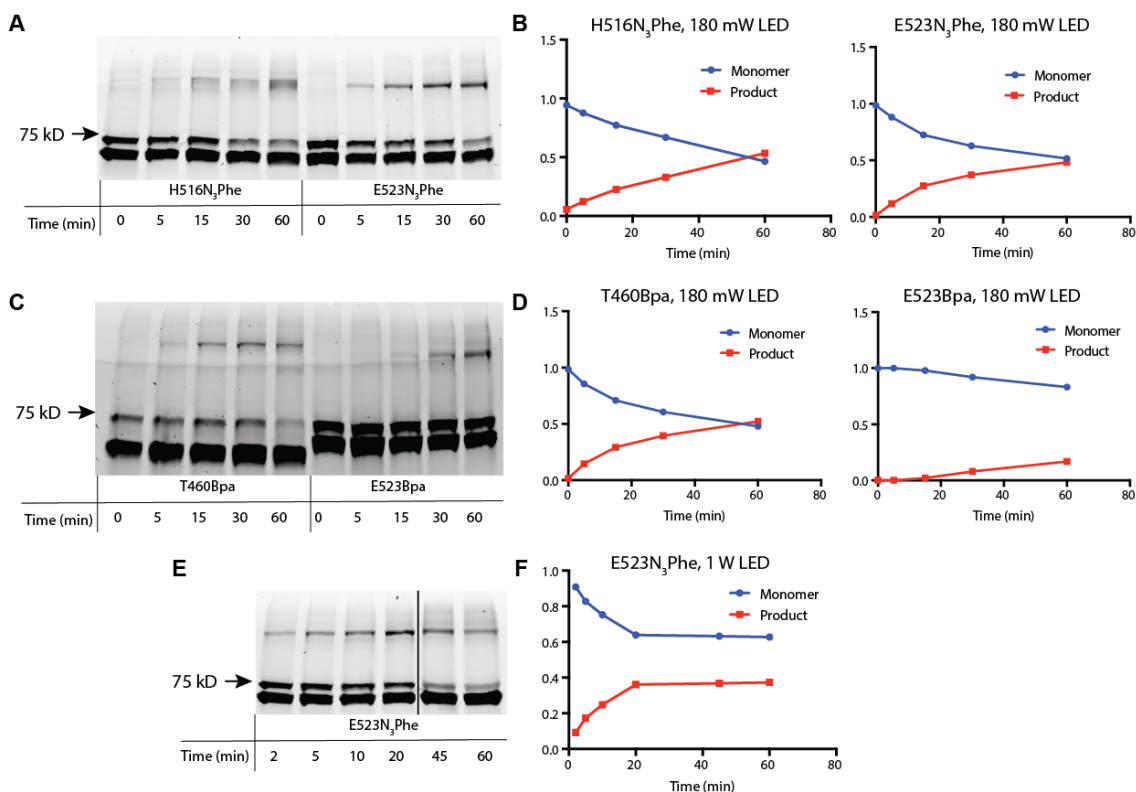 A
75 kD
H516N₃Phe E523N₃Phe
Time (min) 0 5 15 30 60 0 5 15 30 60
B
H516N₃Phe, 180 mW LED
1.5
1.0
0.5
0.0
0 20 40 60 80
Time (min)
Monomer
Product
E523N₃Phe, 180 mW LED
1.5
1.0
0.5
0.0
0 20 40 60 80
Time (min)
Monomer
Product
C
75 kD
T460Bpa E523Bpa
Time (min) 0 5 15 30 60 0 5 15 30 60
D
T460Bpa, 180 mW LED
1.5
1.0
0.5
0.0
0 20 40 60 80
Time (min)
Monomer
Product
E523Bpa, 180 mW LED
1.5
1.0
0.5
0.0
0 20 40 60 80
Time (min)
Monomer
Product
E
75 kD
E523N₃Phe
Time (min) 2 5 10 20 45 60
F
E523N₃Phe, 1 W LED
1.0
0.8
0.6
0.4
0.2
0.0
0 20 40 60 80
Time (min)
Monomer
Product